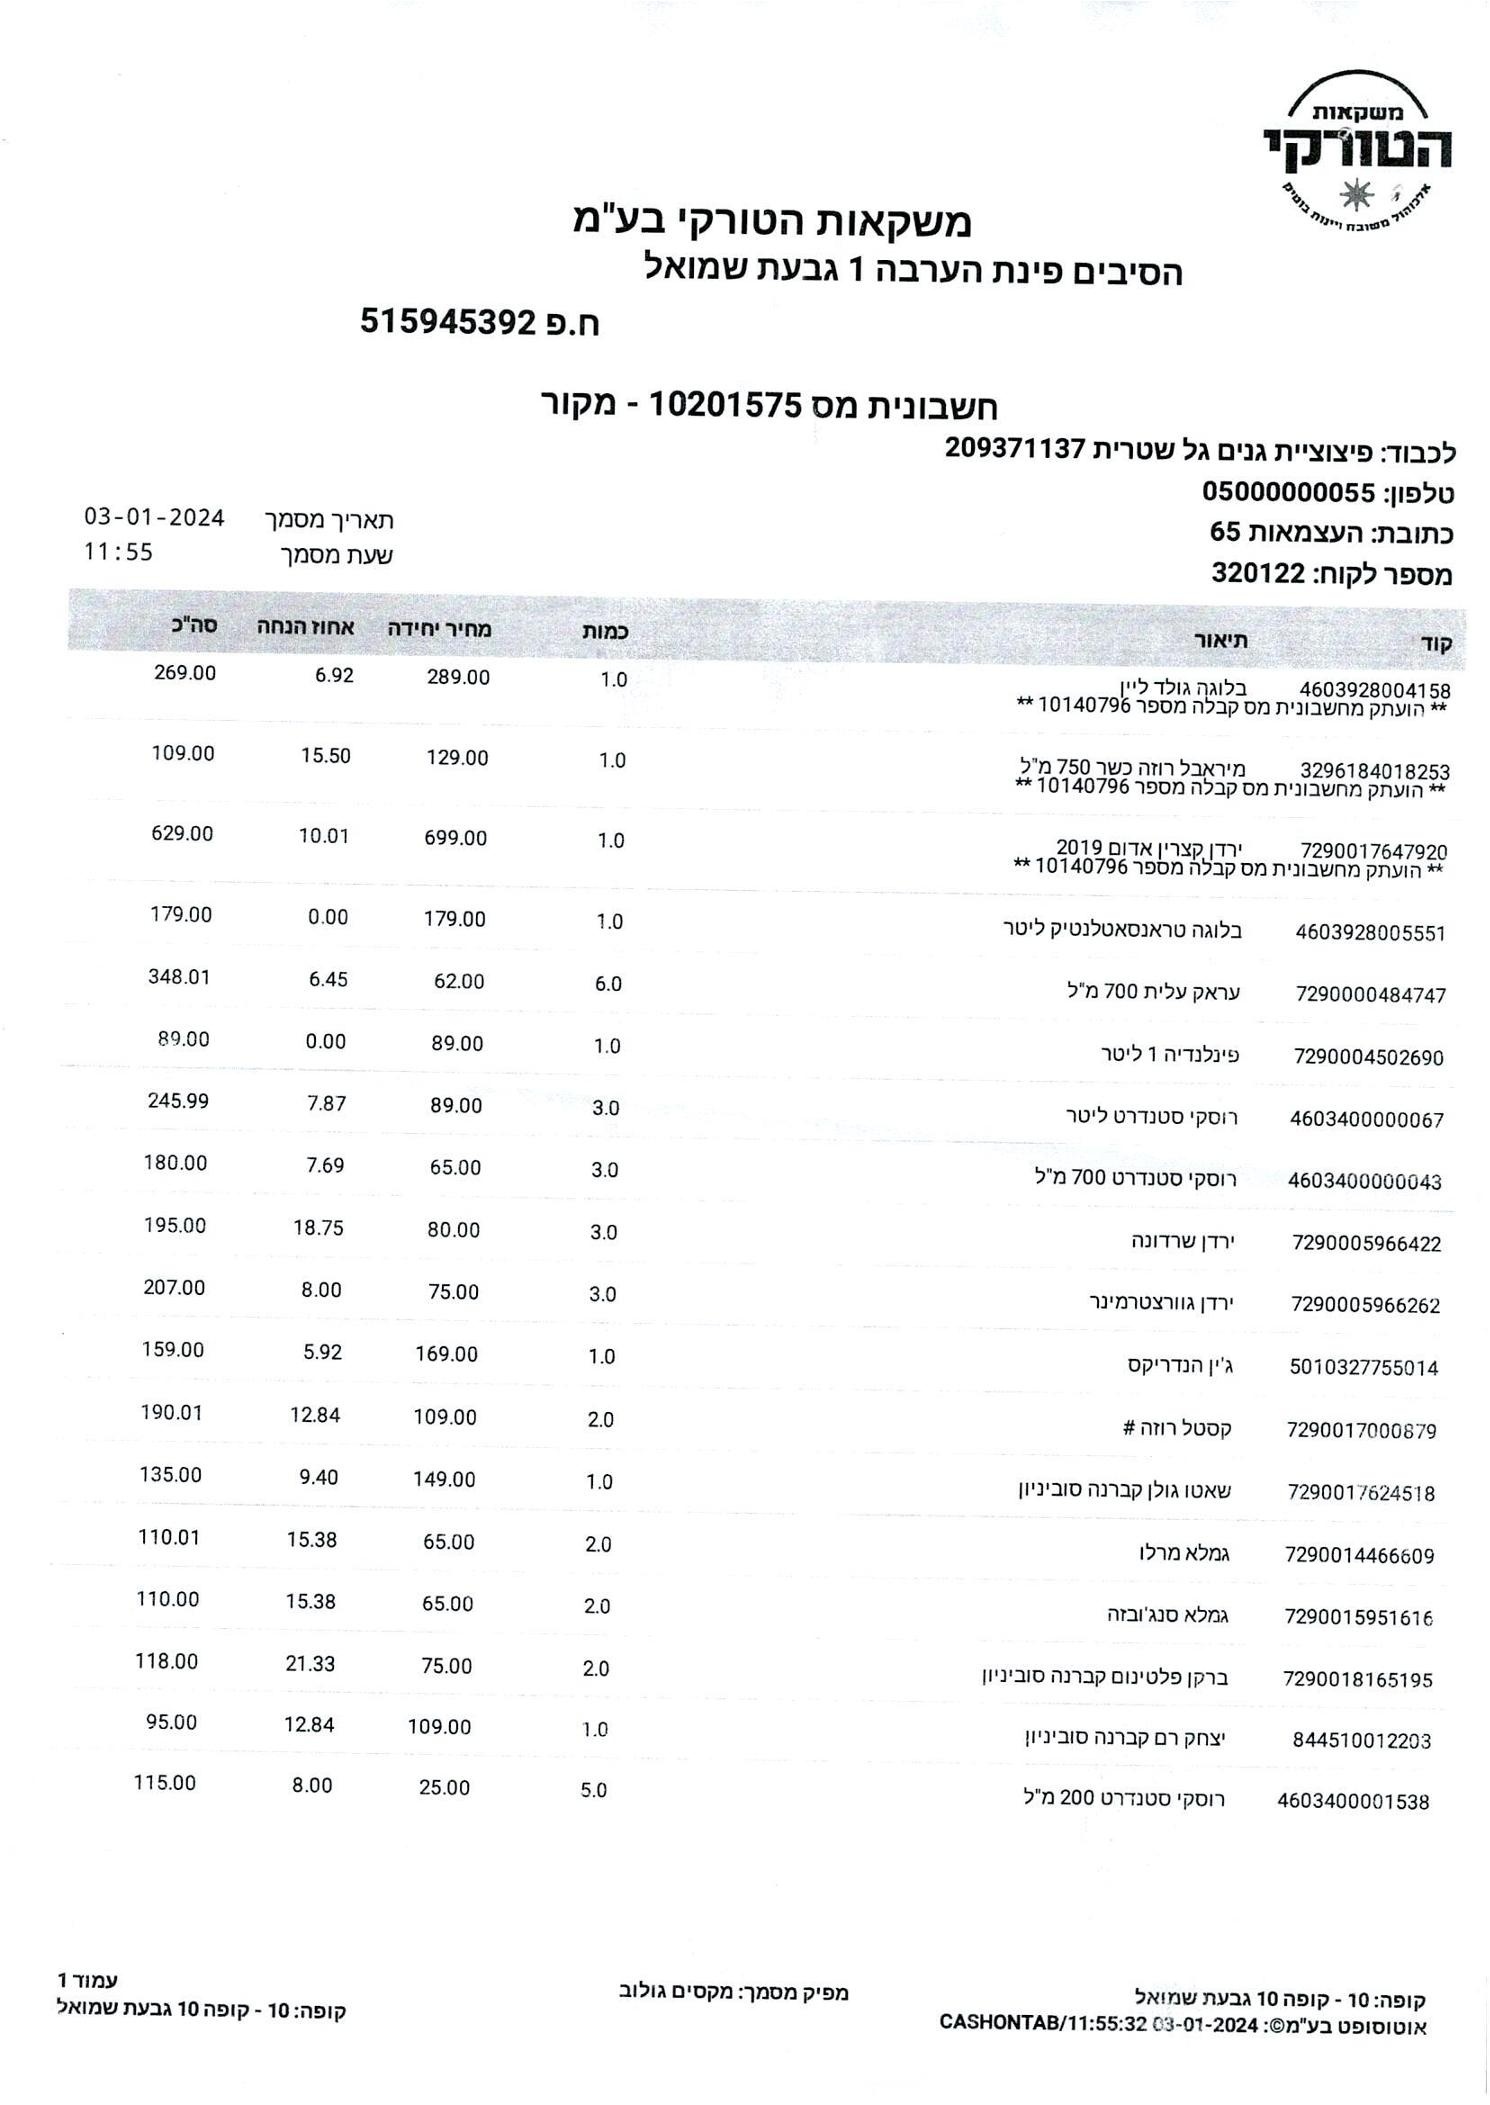 משקאות
הטורקי
אלכוהול משובח ויינות בוטיק
משקאות הטורקי בע"מ
הסיבים פינת הערבה 1 גבעת שמואל
ח.פ 515945392
חשבונית מס 10201575 - מקור
לכבוד: פיצוציית גנים גל שטרית 209371137
טלפון: 05000000055
כתובת: העצמאות 65
מספר לקוח: 320122
תאריך מסמך 03-01-2024
שעת מסמך 11:55
קוד תיאור כמות מחיר יחידה אחוז הנחה סה"כ
4603928004158 בלוגה גולד ליין 1.0 289.00 6.92 269.00
** הועתק מחשבונית מס קבלה מספר 10140796 **
3296184018253 מיראבל רוזה כשר 750 מ"ל 1.0 129.00 15.50 109.00
** הועתק מחשבונית מס קבלה מספר 10140796 **
7290017647920 ירדן קצרין אדום 2019 1.0 699.00 10.01 629.00
** הועתק מחשבונית מס קבלה מספר 10140796 **
4603928005551 בלוגה טראנסאטלנטיק ליטר 1.0 179.00 0.00 179.00
7290000484747 עראק עלית 700 מ"ל 6.0 62.00 6.45 348.01
7290004502690 פינלנדיה 1 ליטר 1.0 89.00 0.00 89.00
4603400000067 רוסקי סטנדרט ליטר 3.0 89.00 7.87 245.99
4603400000043 רוסקי סטנדרט 700 מ"ל 3.0 65.00 7.69 180.00
7290005966422 ירדן שרדונה 3.0 80.00 18.75 195.00
7290005966262 ירדן גוורצטרמינר 3.0 75.00 8.00 207.00
5010327755014 ג'ין הנדריקס 1.0 169.00 5.92 159.00
7290017000879 קסטל רוזה # 2.0 109.00 12.84 190.01
7290017624518 שאטו גולן קברנה סוביניון 1.0 149.00 9.40 135.00
7290014466609 גמלא מרלו 2.0 65.00 15.38 110.01
7290015951616 גמלא סנג'ובזה 2.0 65.00 15.38 110.00
7290018165195 ברקן פלטינום קברנה סוביניון 2.0 75.00 21.33 118.00
844510012203 יצחק רם קברנה סוביניון 1.0 109.00 12.84 95.00
4603400001538 רוסקי סטנדרט 200 מ"ל 5.0 25.00 8.00 115.00
קופה: 10 - קופה 10 גבעת שמואל מפיק מסמך: מקסים גולוב עמוד 1
אוטוסופט בע"מ©: 03-01-2024 CASHONTAB/11:55:32 קופה: 10 - קופה 10 גבעת שמואל